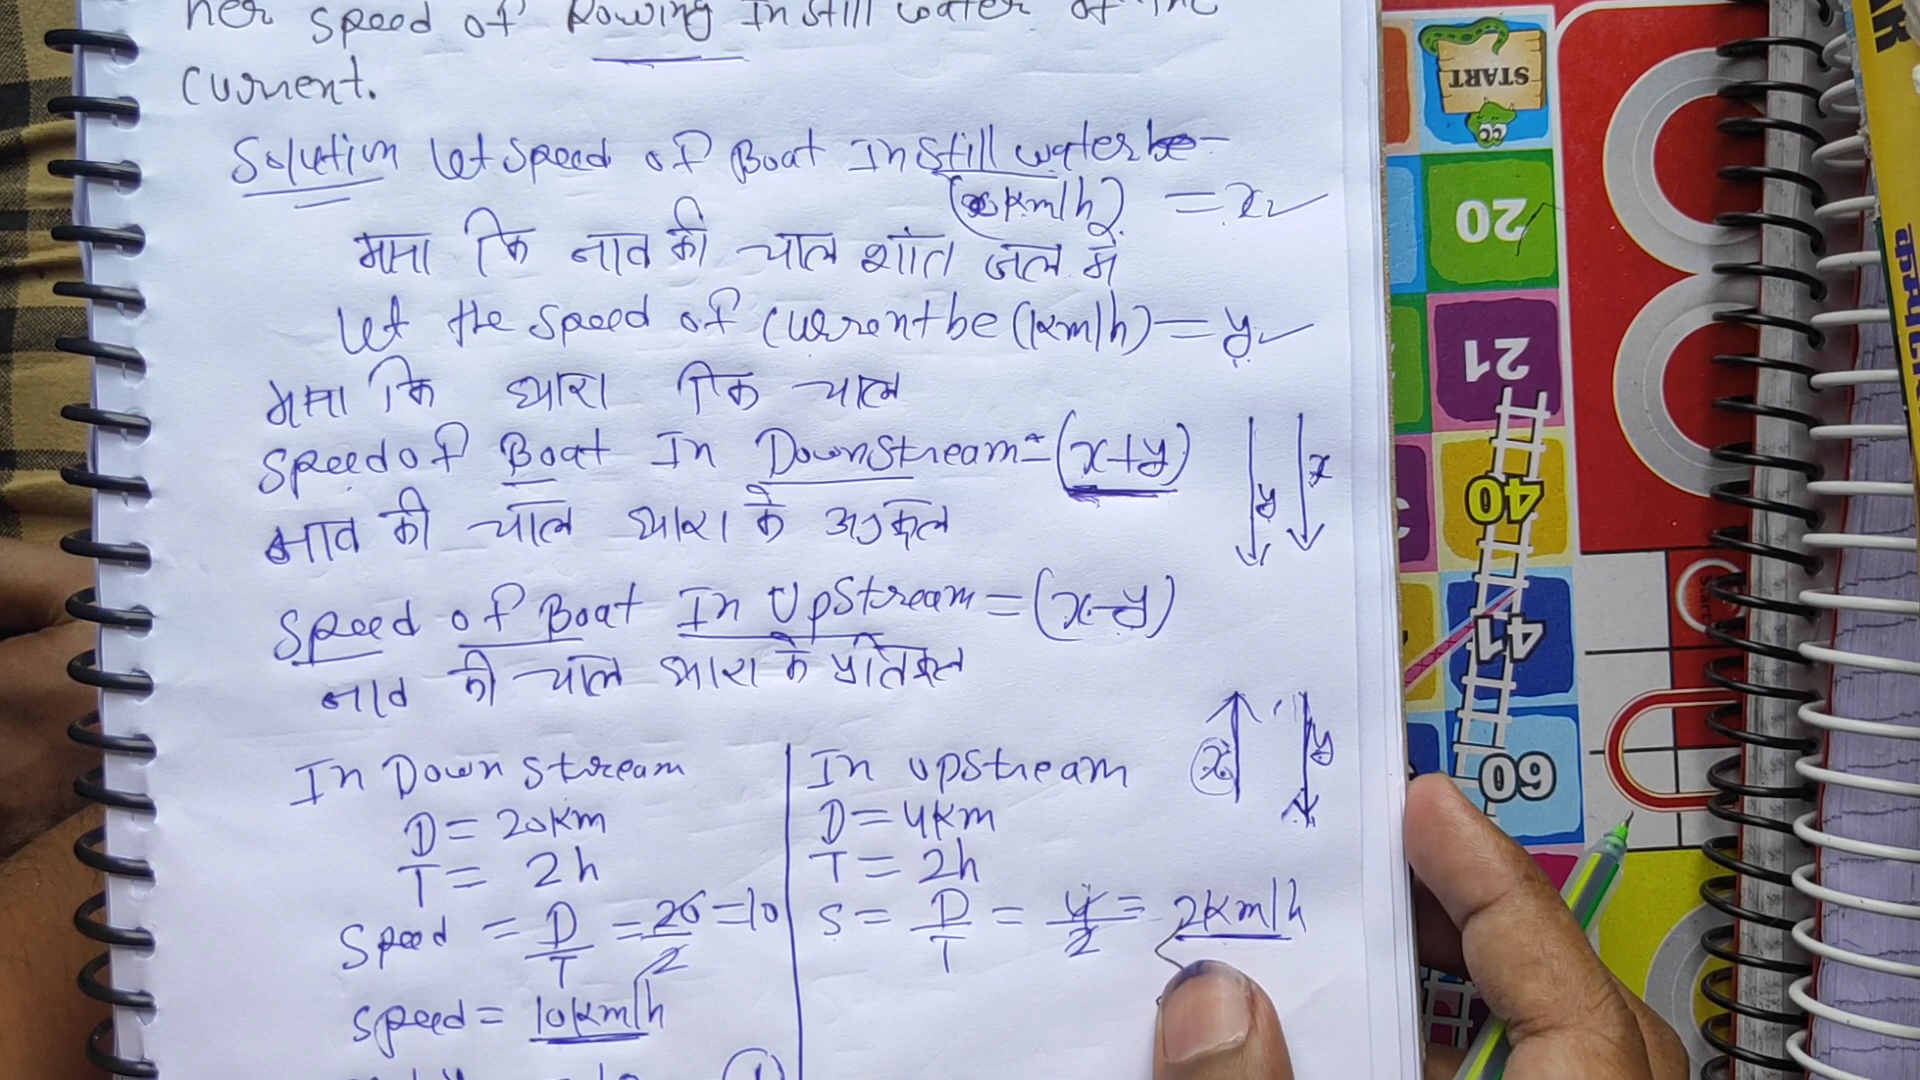 her speed of Rowing In still water of the
current.
Solution let speed of Boat In still water be
(x km/h) = x
माना कि नाव की चाल शांत जल में
Let the speed of current be (km/h) = y
माना कि धारा कि चाल
speed of Boat In DownStream = (x+y)
नाव की चाल धारा के अनुकूल
Speed of Boat In UpStream = (x-y)
नाव की चाल धारा के प्रतिकूल
y
x
In Down stream
D = 20km
T = 2h
Speed = D/T = 20/2 = 10
Speed = 10km/h
In upstream
D = 4km
T = 2h
S = D/T = 4/2 = 2km/h
x
y
START
20
21
40
41
60